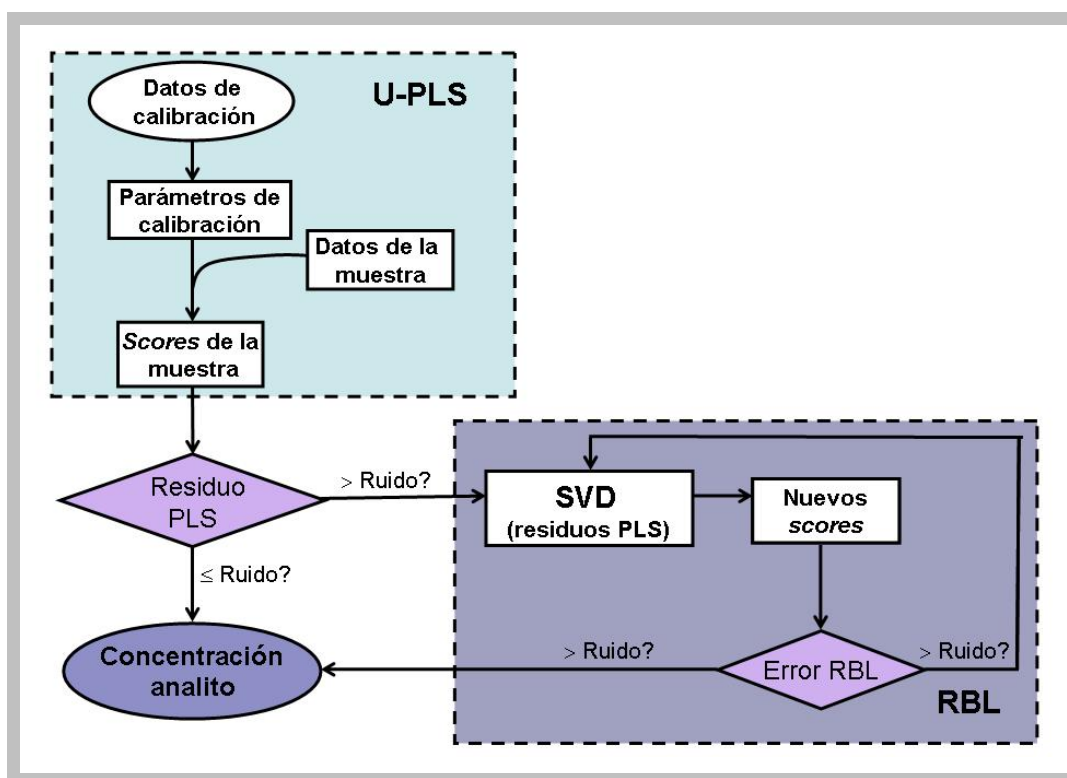 U-PLS
Datos de
calibración
Parámetros de
calibración
Datos de la
muestra
Scores de la
muestra
Residuo
PLS
> Ruido?
≤ Ruido?
Concentración
analito
SVD
(residuos PLS)
Nuevos
scores
Error RBL
> Ruido?
> Ruido?
RBL